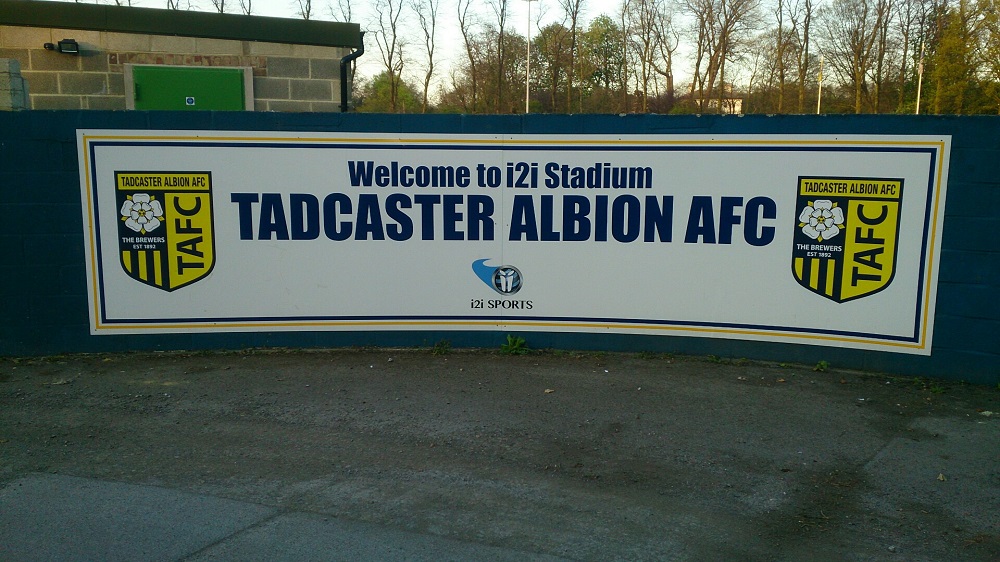 Welcome to i2i Stadium
TADCASTER ALBION AFC
i2i SPORTS
TADCASTER ALBION AFC
THE BREWERS
EST 1892
TAFC
TADCASTER ALBION AFC
THE BREWERS
EST 1892
TAFC